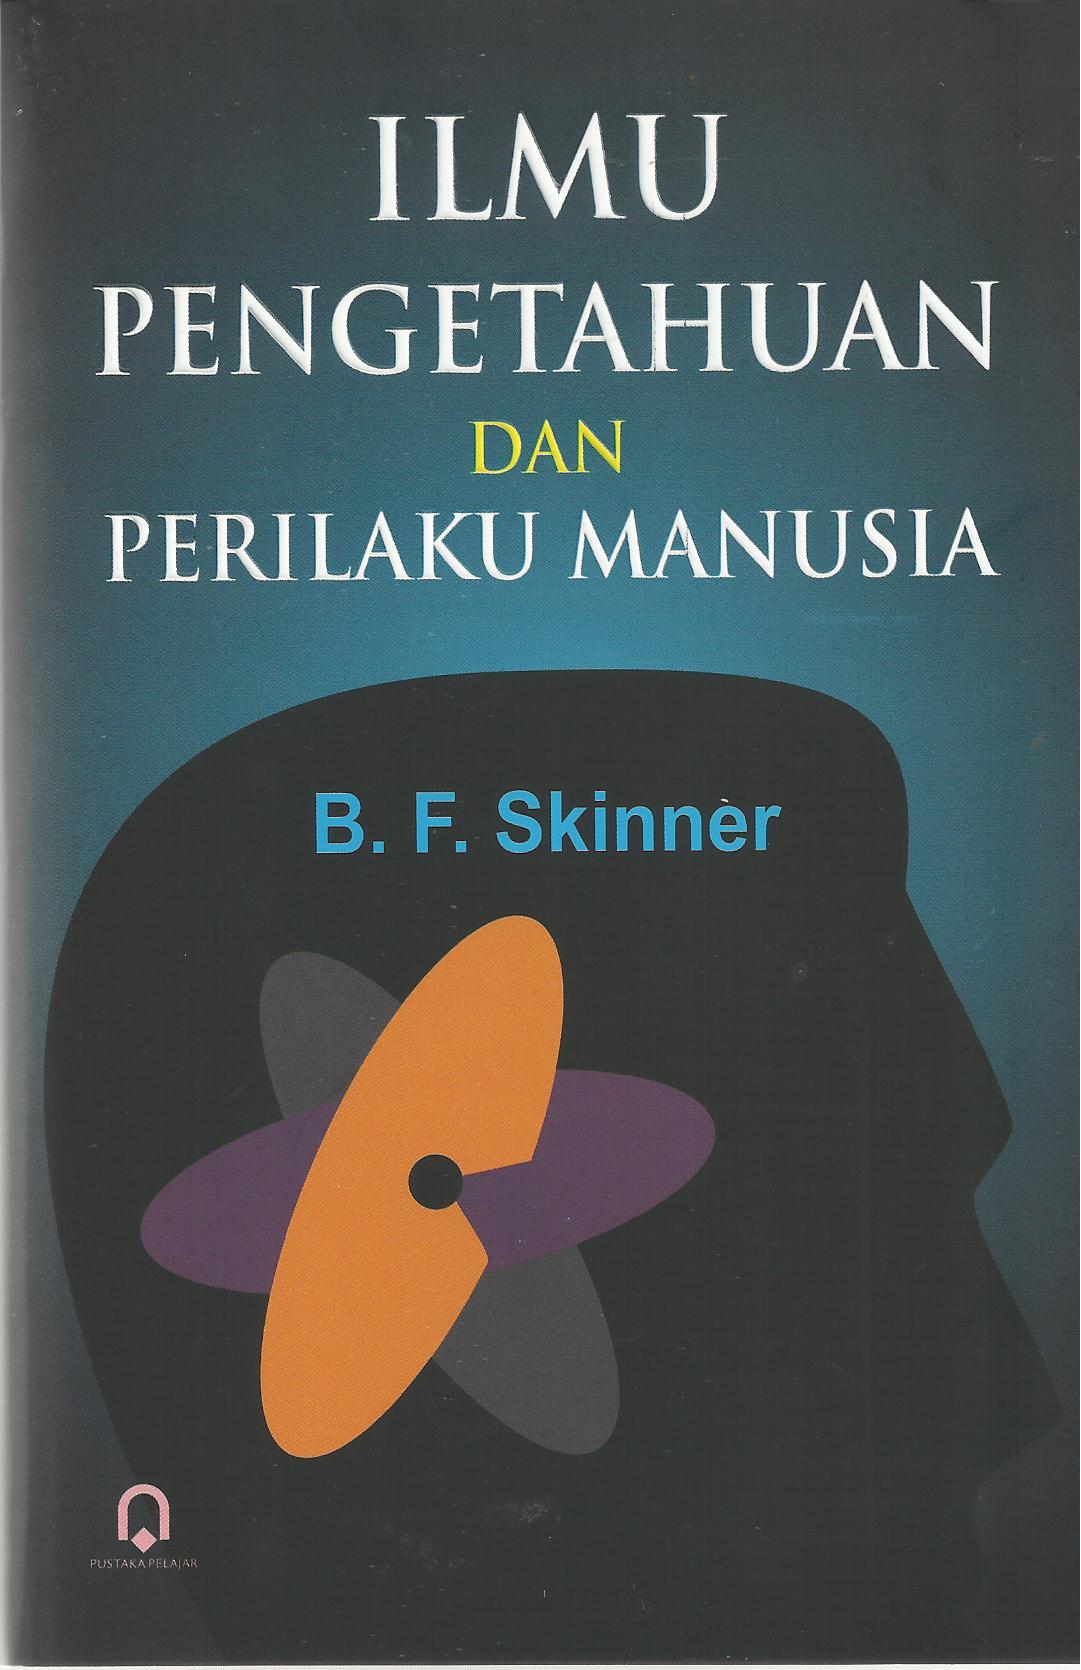 ILMU
PENGETAHUAN
DAN
PERILAKU MANUSIA
B. F. Skinner
PUSTAKA PELAJAR